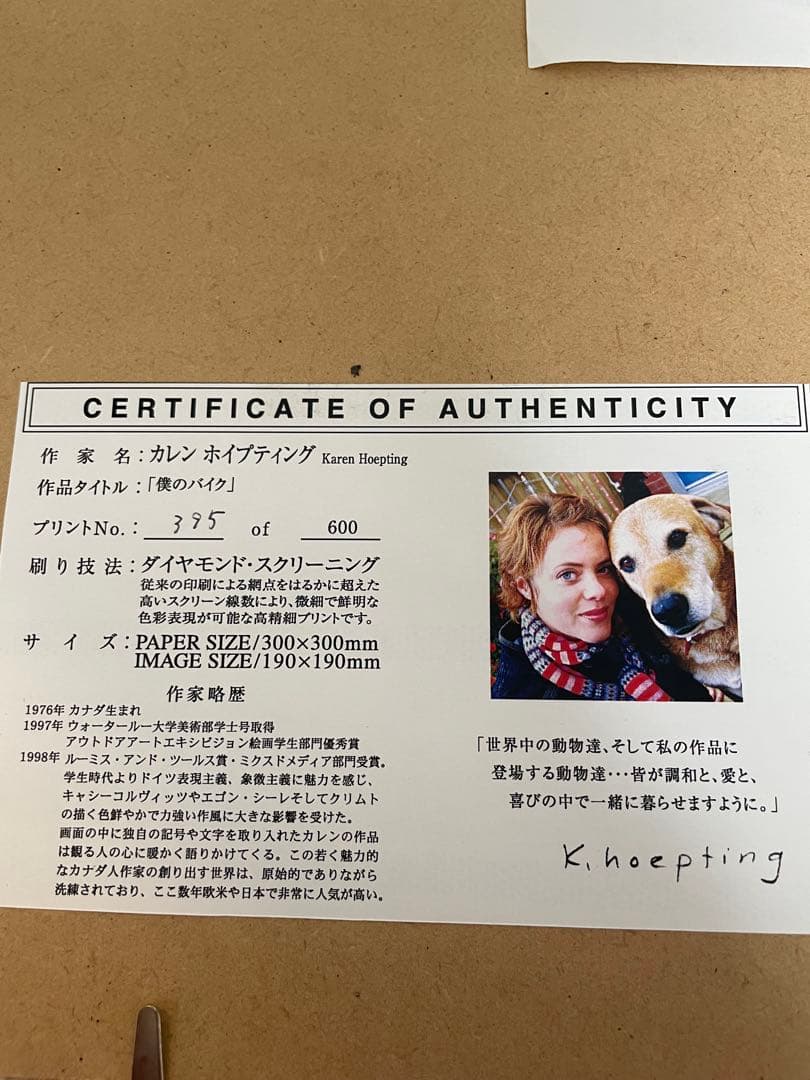 CERTIFICATE OF AUTHENTICITY
作家名：カレン ホイプティング Karen Hoepting
作品タイトル：「僕のバイク」
プリントNo.： 395 of 600
刷り技法：ダイヤモンド・スクリーニング
従来の印刷による網点をはるかに超えた
高いスクリーン線数により、微細で鮮明な
色彩表現が可能な高精細プリントです。
サイズ：PAPER SIZE/300×300mm
IMAGE SIZE/190×190mm
作家略歴
1976年 カナダ生まれ
1997年 ウォータールー大学美術部学士号取得
アウトドアアートエキシビジョン絵画学生部門優秀賞
1998年 ルーミス・アンド・ツールス賞・ミクスドメディア部門受賞。
学生時代よりドイツ表現主義、象徴主義に魅力を感じ、
キャシーコルヴィッツやエゴン・シーレそしてクリムト
の描く色鮮やかで力強い作風に大きな影響を受けた。
画面の中に独自の記号や文字を取り入れたカレンの作品
は観る人の心に暖かく語りかけてくる。この若く魅力的
なカナダ人作家の創り出す世界は、原始的でありながら
洗練されており、ここ数年欧米や日本で非常に人気が高い。
「世界中の動物達、そして私の作品に
登場する動物達･･･皆が調和と、愛と、
喜びの中で一緒に暮らせますように。」
K. hoepting